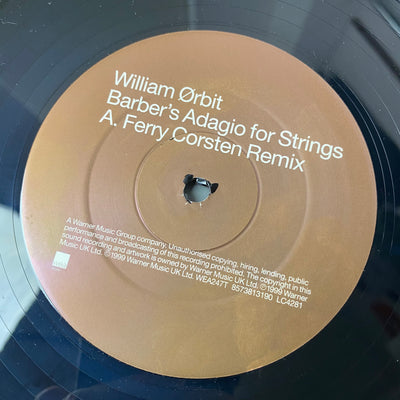 William Ørbit
Barber's Adagio for Strings
A. Ferry Corsten Remix
A Warner Music Group company. Unauthorised copying, hiring, lending, public
performance and broadcasting of this recording prohibited. The copyright in this
sound recording and artwork is owned by Warner Music UK Ltd. ℗1999 Warner
Music UK Ltd. ©1999 Warner Music UK Ltd. WEA247T 8573813190 LC4281